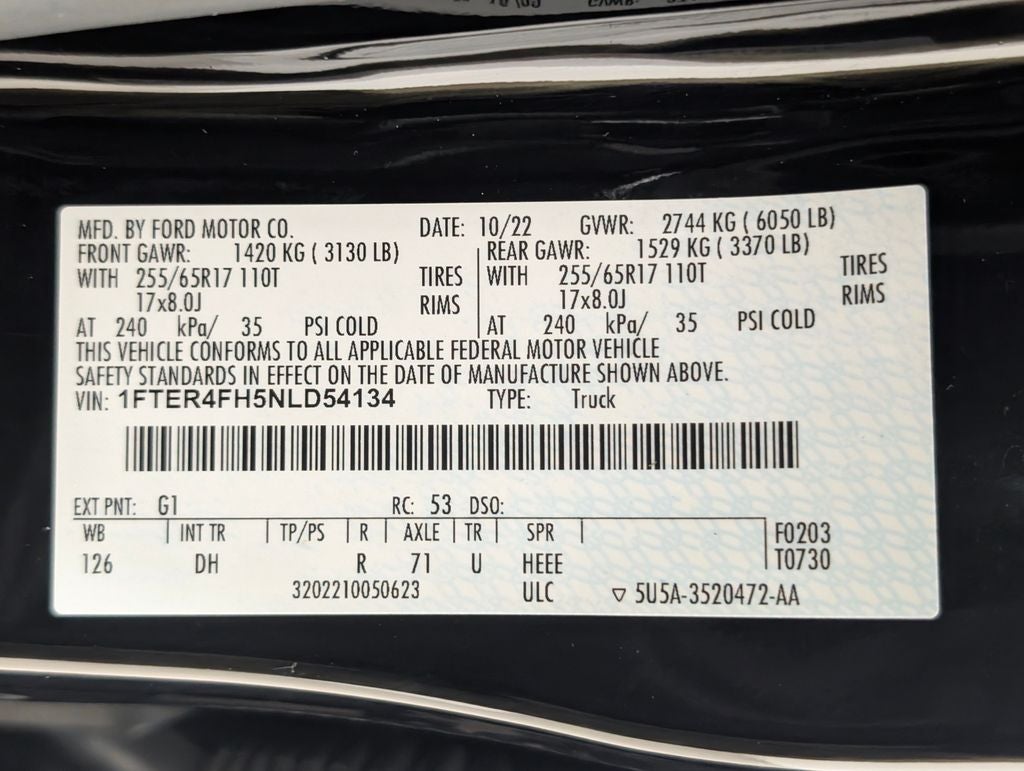 MFD. BY FORD MOTOR CO. DATE: 10/22 GVWR: 2744 KG ( 6050 LB)
FRONT GAWR: 1420 KG ( 3130 LB) REAR GAWR: 1529 KG ( 3370 LB)
WITH 255/65R17 110T TIRES WITH 255/65R17 110T TIRES
17x8.0J RIMS 17x8.0J RIMS
AT 240 kPa/ 35 PSI COLD AT 240 kPa/ 35 PSI COLD
THIS VEHICLE CONFORMS TO ALL APPLICABLE FEDERAL MOTOR VEHICLE
SAFETY STANDARDS IN EFFECT ON THE DATE OF MANUFACTURE SHOWN ABOVE.
VIN: 1FTER4FH5NLD54134 TYPE: Truck
EXT PNT: G1 RC: 53 DSO:
WB INT TR TP/PS R AXLE TR SPR F0203
126 DH R 71 U HEEE T0730
3202210050623 ULC ▽ 5U5A-3520472-AA